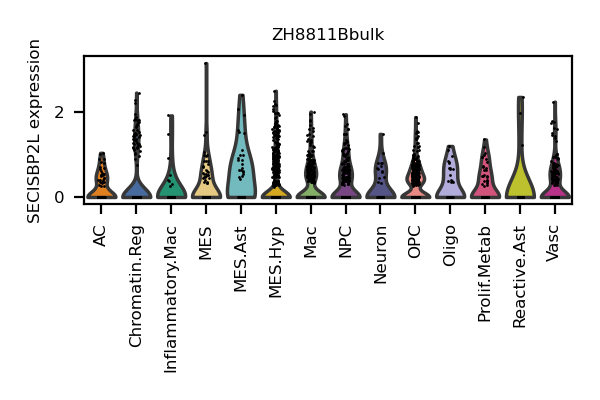 ZH8811Bbulk
SECISBP2L expression
2
0
AC
Chromatin.Reg
Inflammatory.Mac
MES
MES.Ast
MES.Hyp
Mac
NPC
Neuron
OPC
Oligo
Prolif.Metab
Reactive.Ast
Vasc